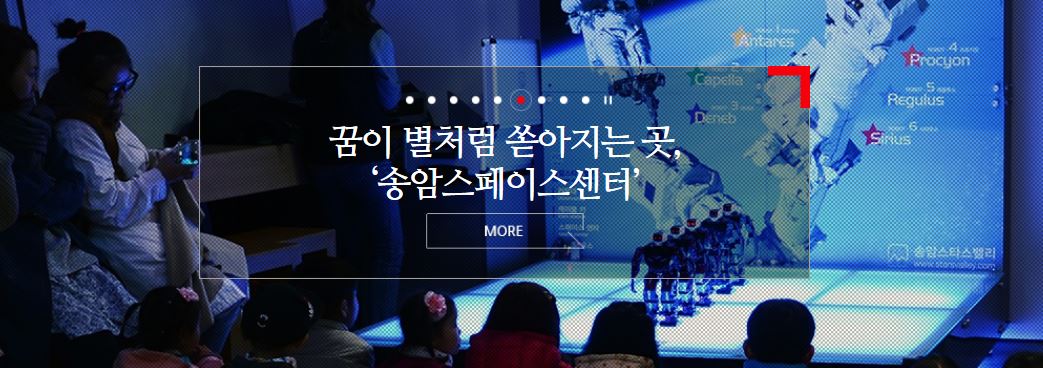 Antares
Capella
Deneb
4
Procyon
5
Regulus
6
Sirius
꿈이 별처럼 쏟아지는 곳,
‘송암스페이스센터’
MORE
송암스타스밸리
www.starsvalley.com